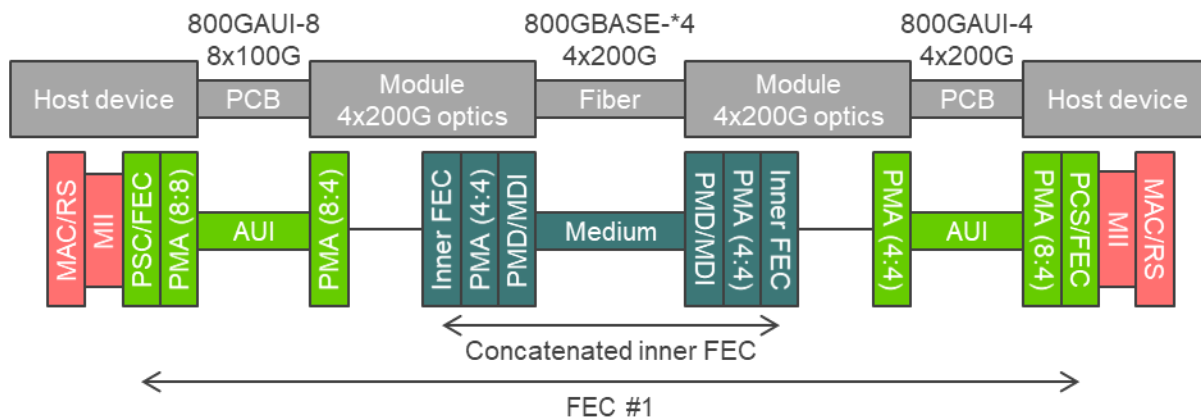 800GAUI-8
8x100G
800GBASE-*4
4x200G
800GAUI-4
4x200G
Host device
PCB
Module
4x200G optics
Fiber
Module
4x200G optics
PCB
Host device
MAC/RS
MII
PSC/FEC
PMA (8:8)
AUI
PMA (8:4)
Inner FEC
PMA (4:4)
PMD/MDI
Medium
PMD/MDI
PMA (4:4)
Inner FEC
PMA (4:4)
AUI
PMA (8:4)
PCS/FEC
MII
MAC/RS
Concatenated inner FEC
FEC #1